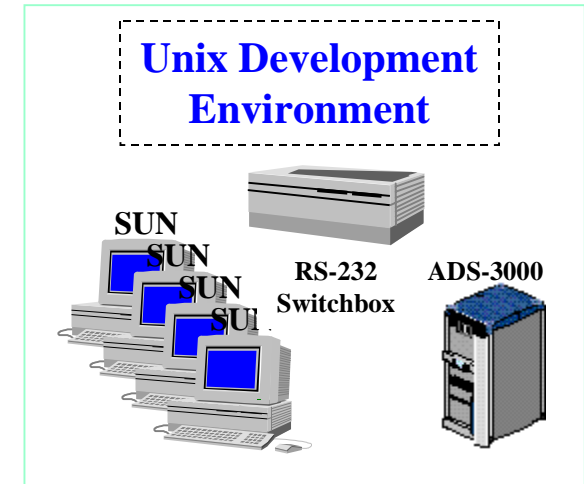 Unix Development
Environment
SUN
SUN
SUN
RS-232
Switchbox
ADS-3000